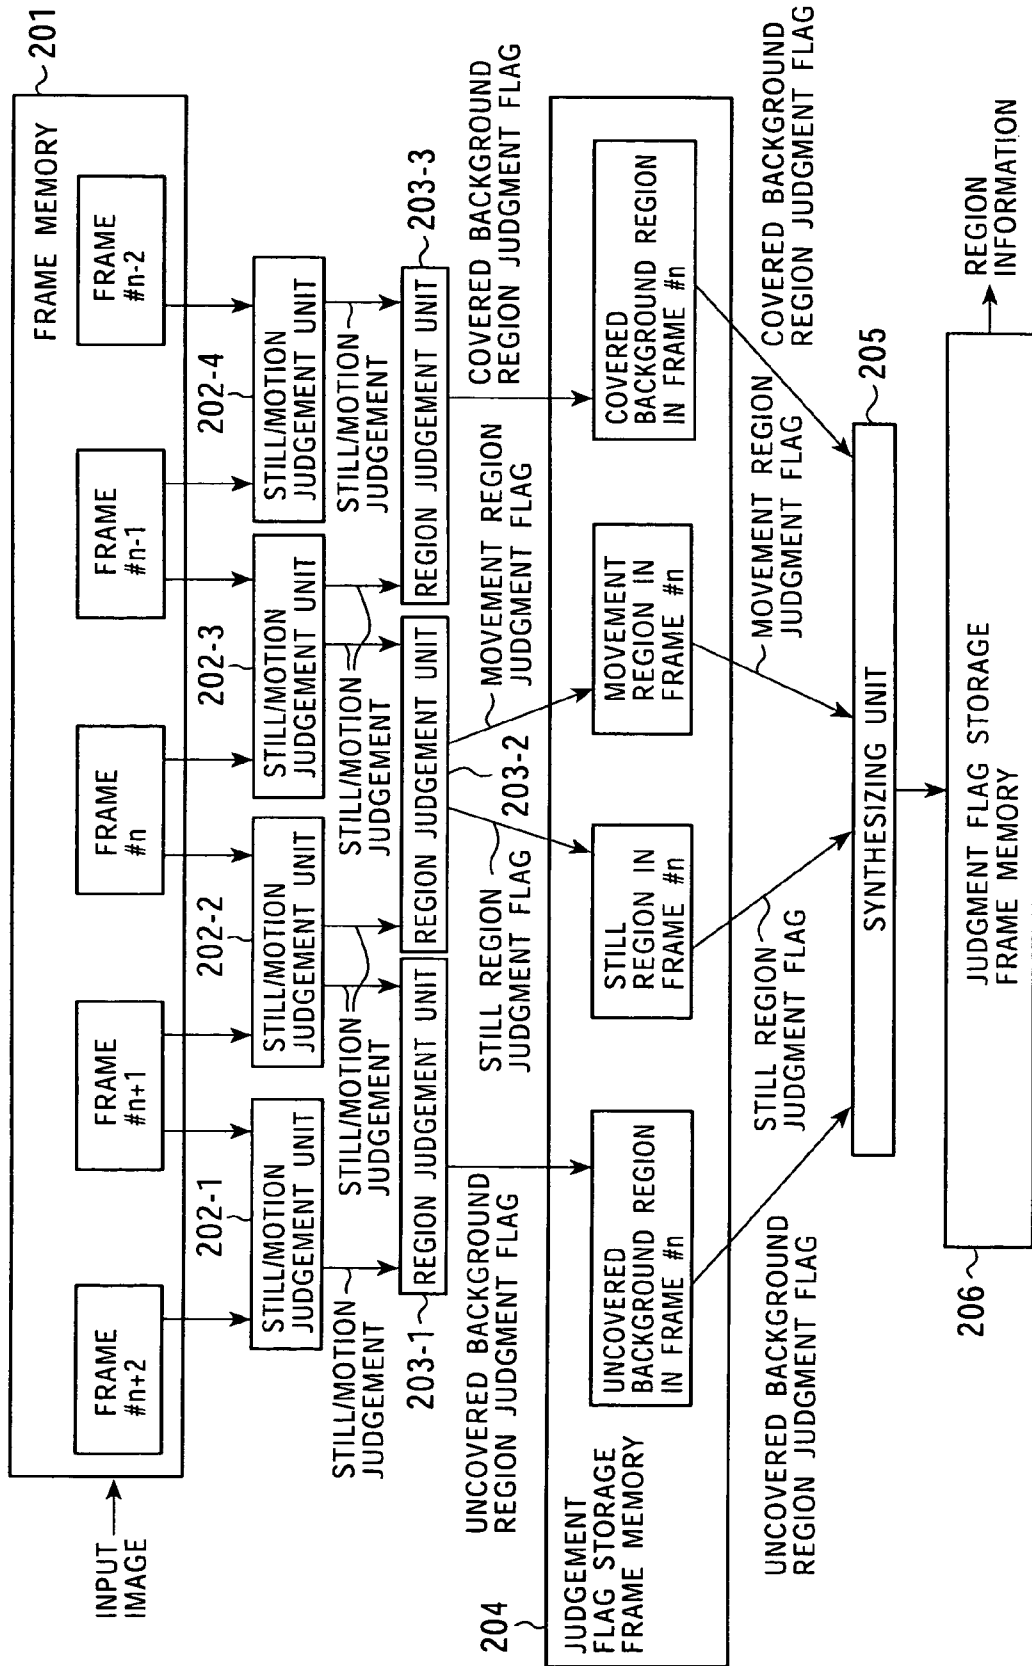 FRAME MEMORY
201
INPUT
IMAGE
FRAME
#n+2
FRAME
#n+1
FRAME
#n
FRAME
#n-1
FRAME
#n-2
202-1
202-2
202-3
202-4
STILL/MOTION
JUDGEMENT UNIT
STILL/MOTION
JUDGEMENT UNIT
STILL/MOTION
JUDGEMENT UNIT
STILL/MOTION
JUDGEMENT UNIT
STILL/MOTION
JUDGEMENT
STILL/MOTION
JUDGEMENT
STILL/MOTION
JUDGEMENT
STILL/MOTION
JUDGEMENT
203-1
REGION JUDGEMENT UNIT
REGION JUDGEMENT UNIT
REGION JUDGEMENT UNIT
203-3
UNCOVERED BACKGROUND
REGION JUDGMENT FLAG
STILL REGION
JUDGMENT FLAG
203-2
MOVEMENT REGION
JUDGMENT FLAG
COVERED BACKGROUND
REGION JUDGMENT FLAG
204
JUDGEMENT
FLAG STORAGE
FRAME MEMORY
UNCOVERED
BACKGROUND REGION
IN FRAME #n
STILL
REGION IN
FRAME #n
MOVEMENT
REGION IN
FRAME #n
COVERED
BACKGROUND REGION
IN FRAME #n
UNCOVERED BACKGROUND
REGION JUDGMENT FLAG
STILL REGION
JUDGMENT FLAG
MOVEMENT REGION
JUDGMENT FLAG
COVERED BACKGROUND
REGION JUDGMENT FLAG
SYNTHESIZING UNIT
205
206
JUDGMENT FLAG STORAGE
FRAME MEMORY
REGION
INFORMATION